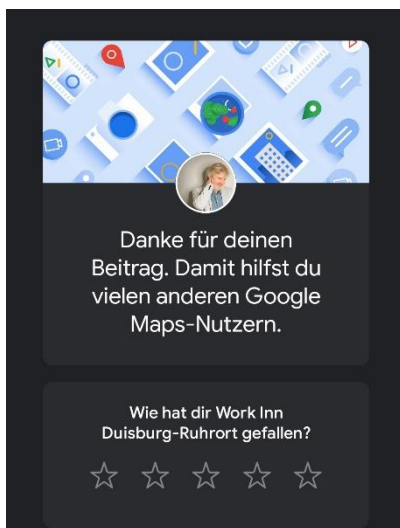 Danke für deinen
Beitrag. Damit hilfst du
vielen anderen Google
Maps-Nutzern.
Wie hat dir Work Inn
Duisburg-Ruhrort gefallen?